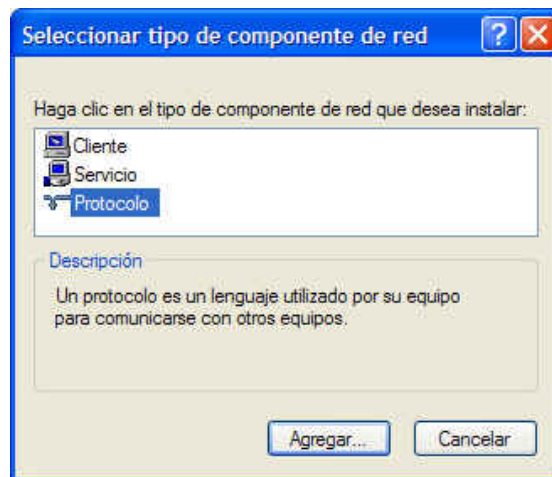 Seleccionar tipo de componente de red
Haga clic en el tipo de componente de red que desea instalar:
Cliente
Servicio
Protocolo
Descripción
Un protocolo es un lenguaje utilizado por su equipo
para comunicarse con otros equipos.
Agregar... Cancelar